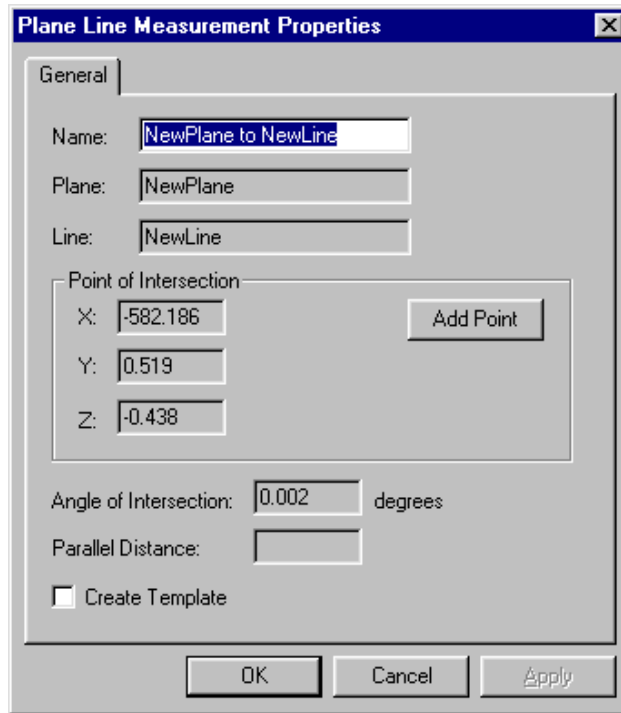 Plane Line Measurement Properties
General
Name: NewPlane to NewLine
Plane: NewPlane
Line: NewLine
Point of Intersection
X: -582.186 Add Point
Y: 0.519
Z: -0.438
Angle of Intersection: 0.002 degrees
Parallel Distance:
Create Template
OK Cancel Apply